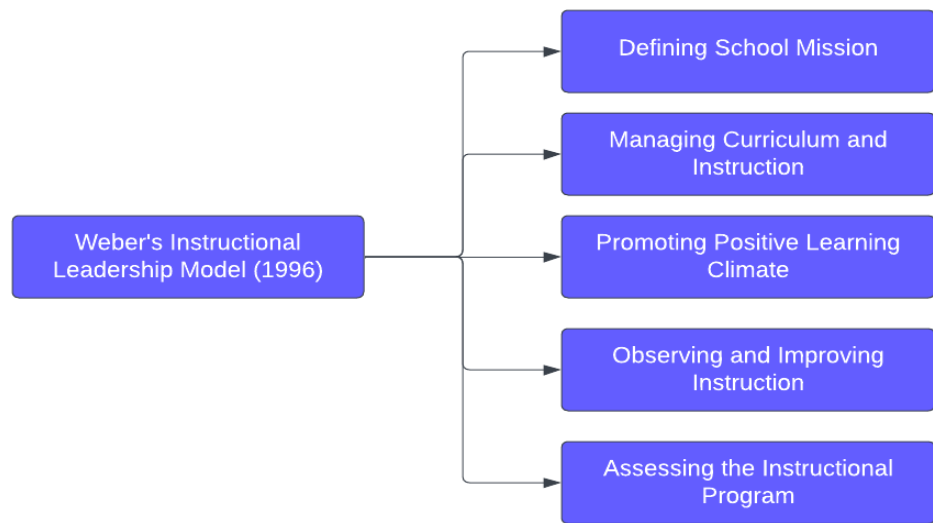 Defining School Mission
Managing Curriculum and
Instruction
Weber's Instructional
Leadership Model (1996)
Promoting Positive Learning
Climate
Observing and Improving
Instruction
Assessing the Instructional
Program